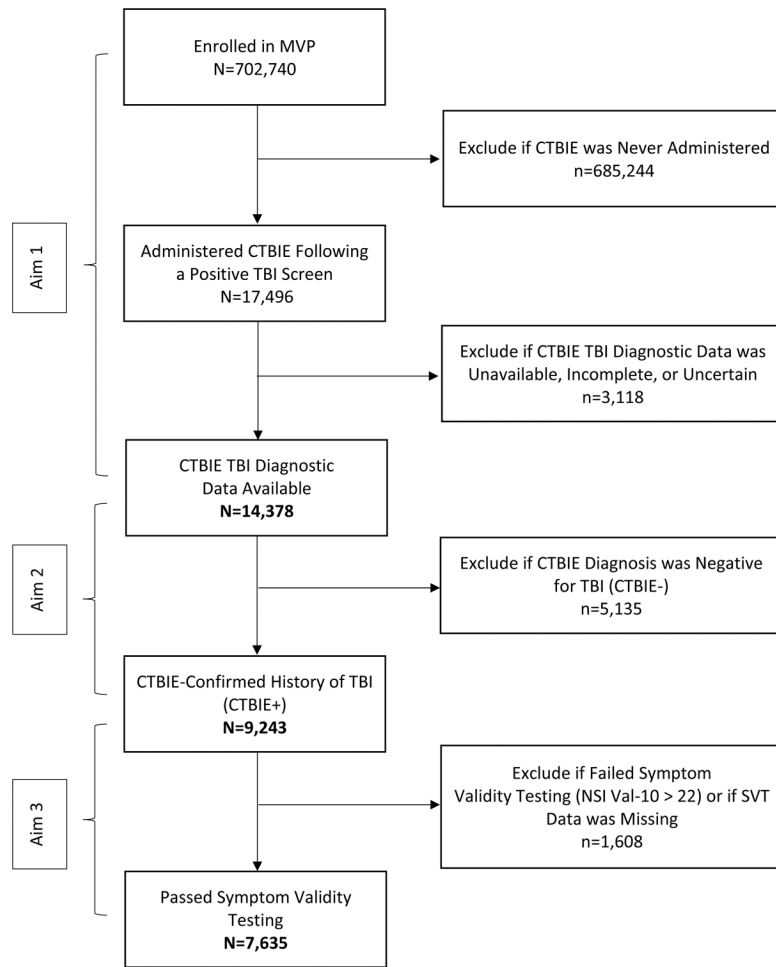 Enrolled in MVP
N=702,740
Exclude if CTBIE was Never Administered
n=685,244
Aim 1
Administered CTBIE Following
a Positive TBI Screen
N=17,496
Exclude if CTBIE TBI Diagnostic Data was
Unavailable, Incomplete, or Uncertain
n=3,118
CTBIE TBI Diagnostic
Data Available
N=14,378
Aim 2
Exclude if CTBIE Diagnosis was Negative
for TBI (CTBIE-)
n=5,135
CTBIE-Confirmed History of TBI
(CTBIE+)
N=9,243
Aim 3
Exclude if Failed Symptom
Validity Testing (NSI Val-10 > 22) or if SVT
Data was Missing
n=1,608
Passed Symptom Validity
Testing
N=7,635